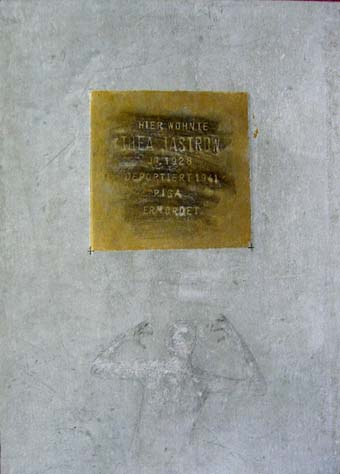 HIER WOHNTE
THEA JASTROW
JG. 1928
DEPORTIERT 1941
RIGA
ERMORDET